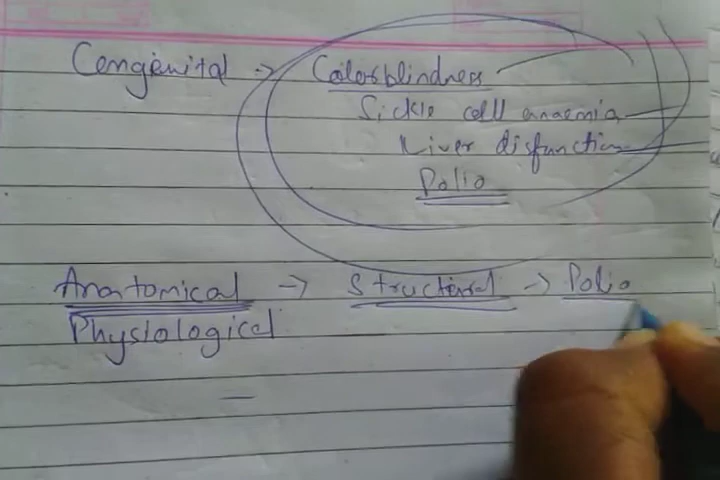 Congenital → Colorblindness
Sickle cell anaemia
Liver disfunction
Polio
Anatomical → Structural → Polio
Physiological